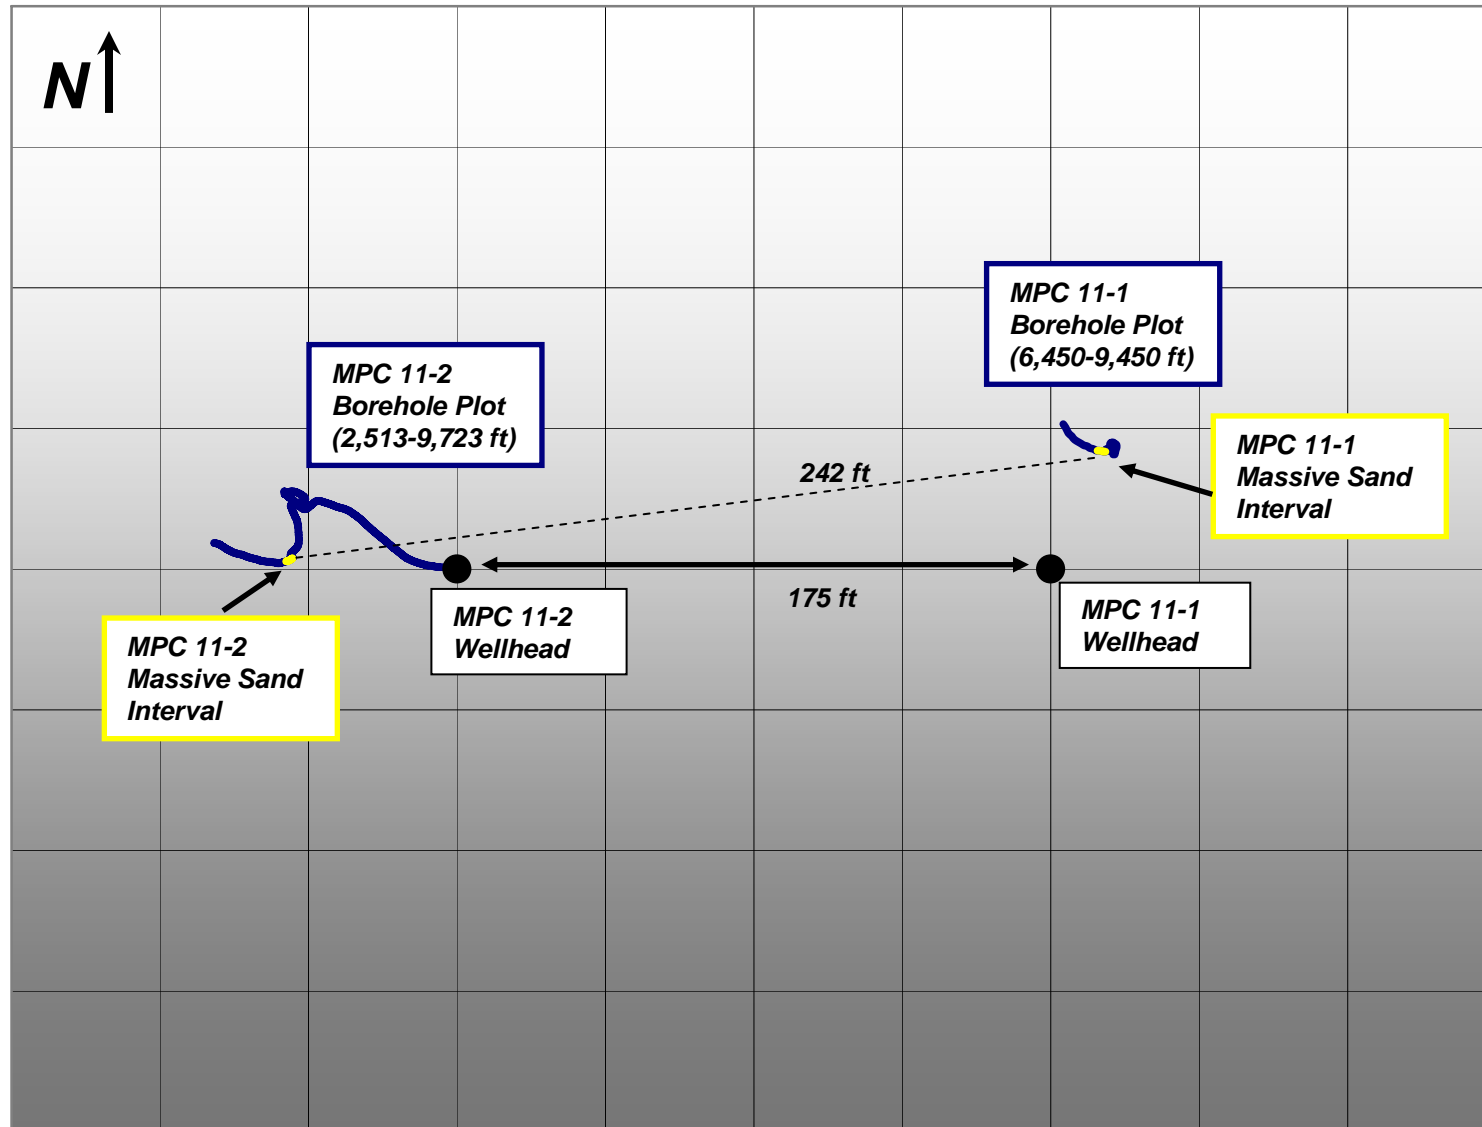 N
MPC 11-1
Borehole Plot
(6,450-9,450 ft)
MPC 11-2
Borehole Plot
(2,513-9,723 ft)
MPC 11-1
Massive Sand
Interval
242 ft
175 ft
MPC 11-2
Wellhead
MPC 11-1
Wellhead
MPC 11-2
Massive Sand
Interval